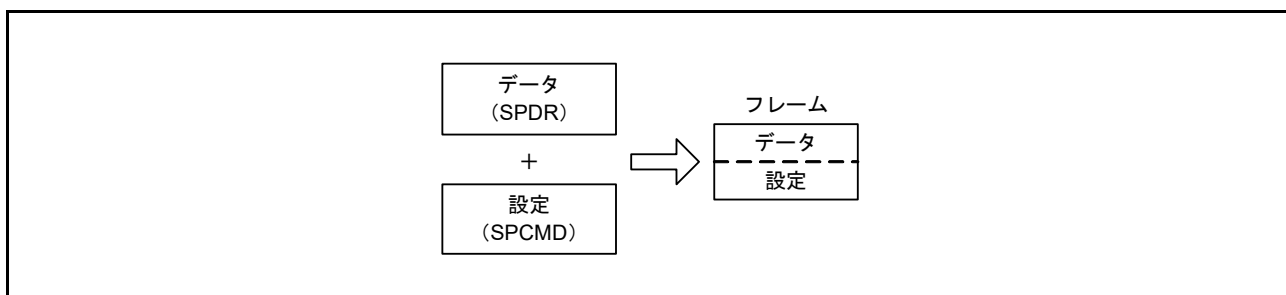 データ
（SPDR）
+
設定
（SPCMD）
フレーム
データ
設定